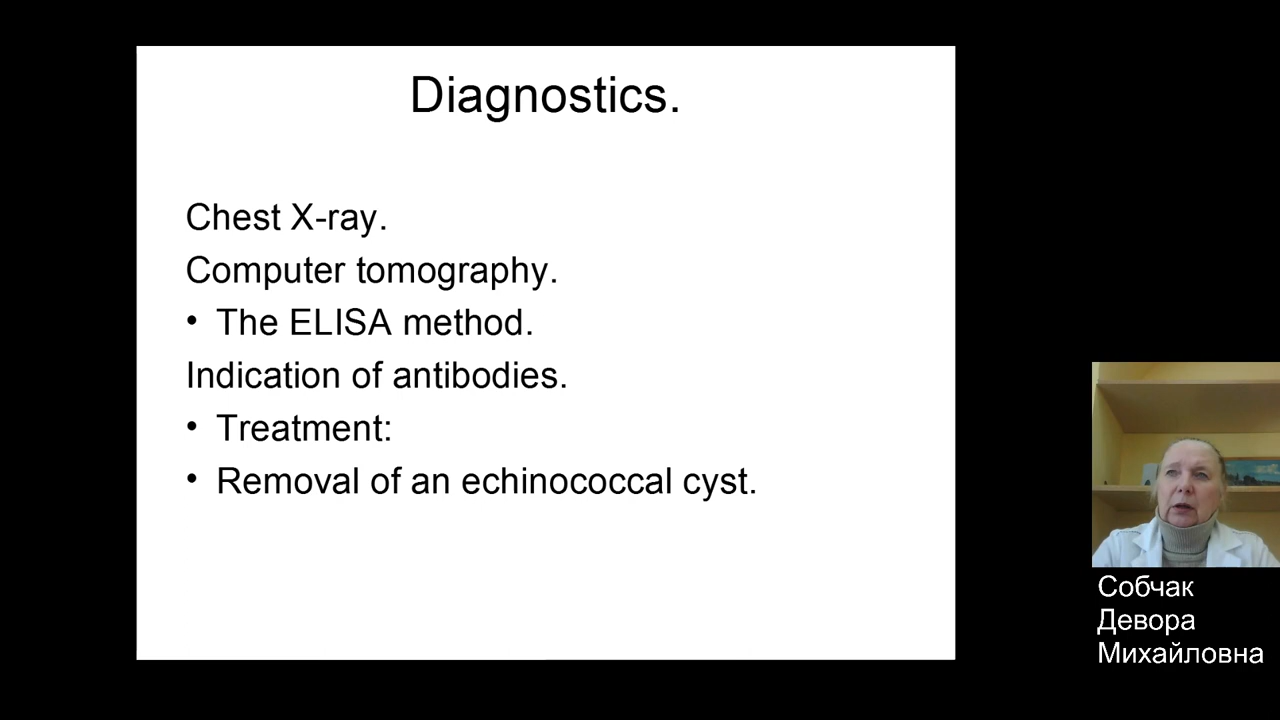 Diagnostics.
Chest X-ray.
Computer tomography.
• The ELISA method.
Indication of antibodies.
• Treatment:
• Removal of an echinococcal cyst.
Собчак
Девора
Михайловна